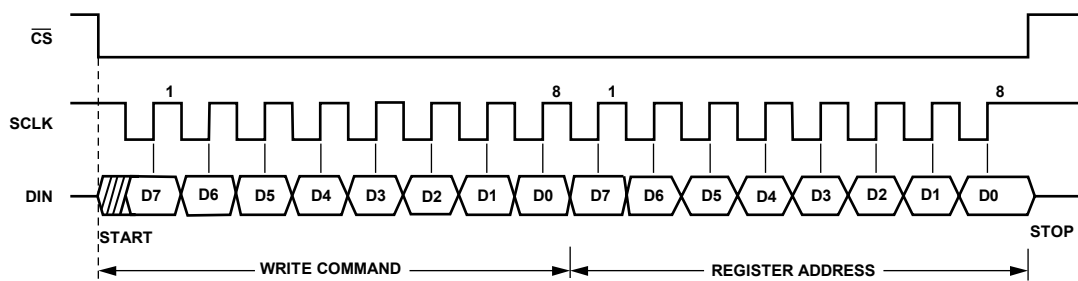 CS
1 8 1 8
SCLK
DIN D7 D6 D5 D4 D3 D2 D1 D0 D7 D6 D5 D4 D3 D2 D1 D0
START STOP
WRITE COMMAND REGISTER ADDRESS